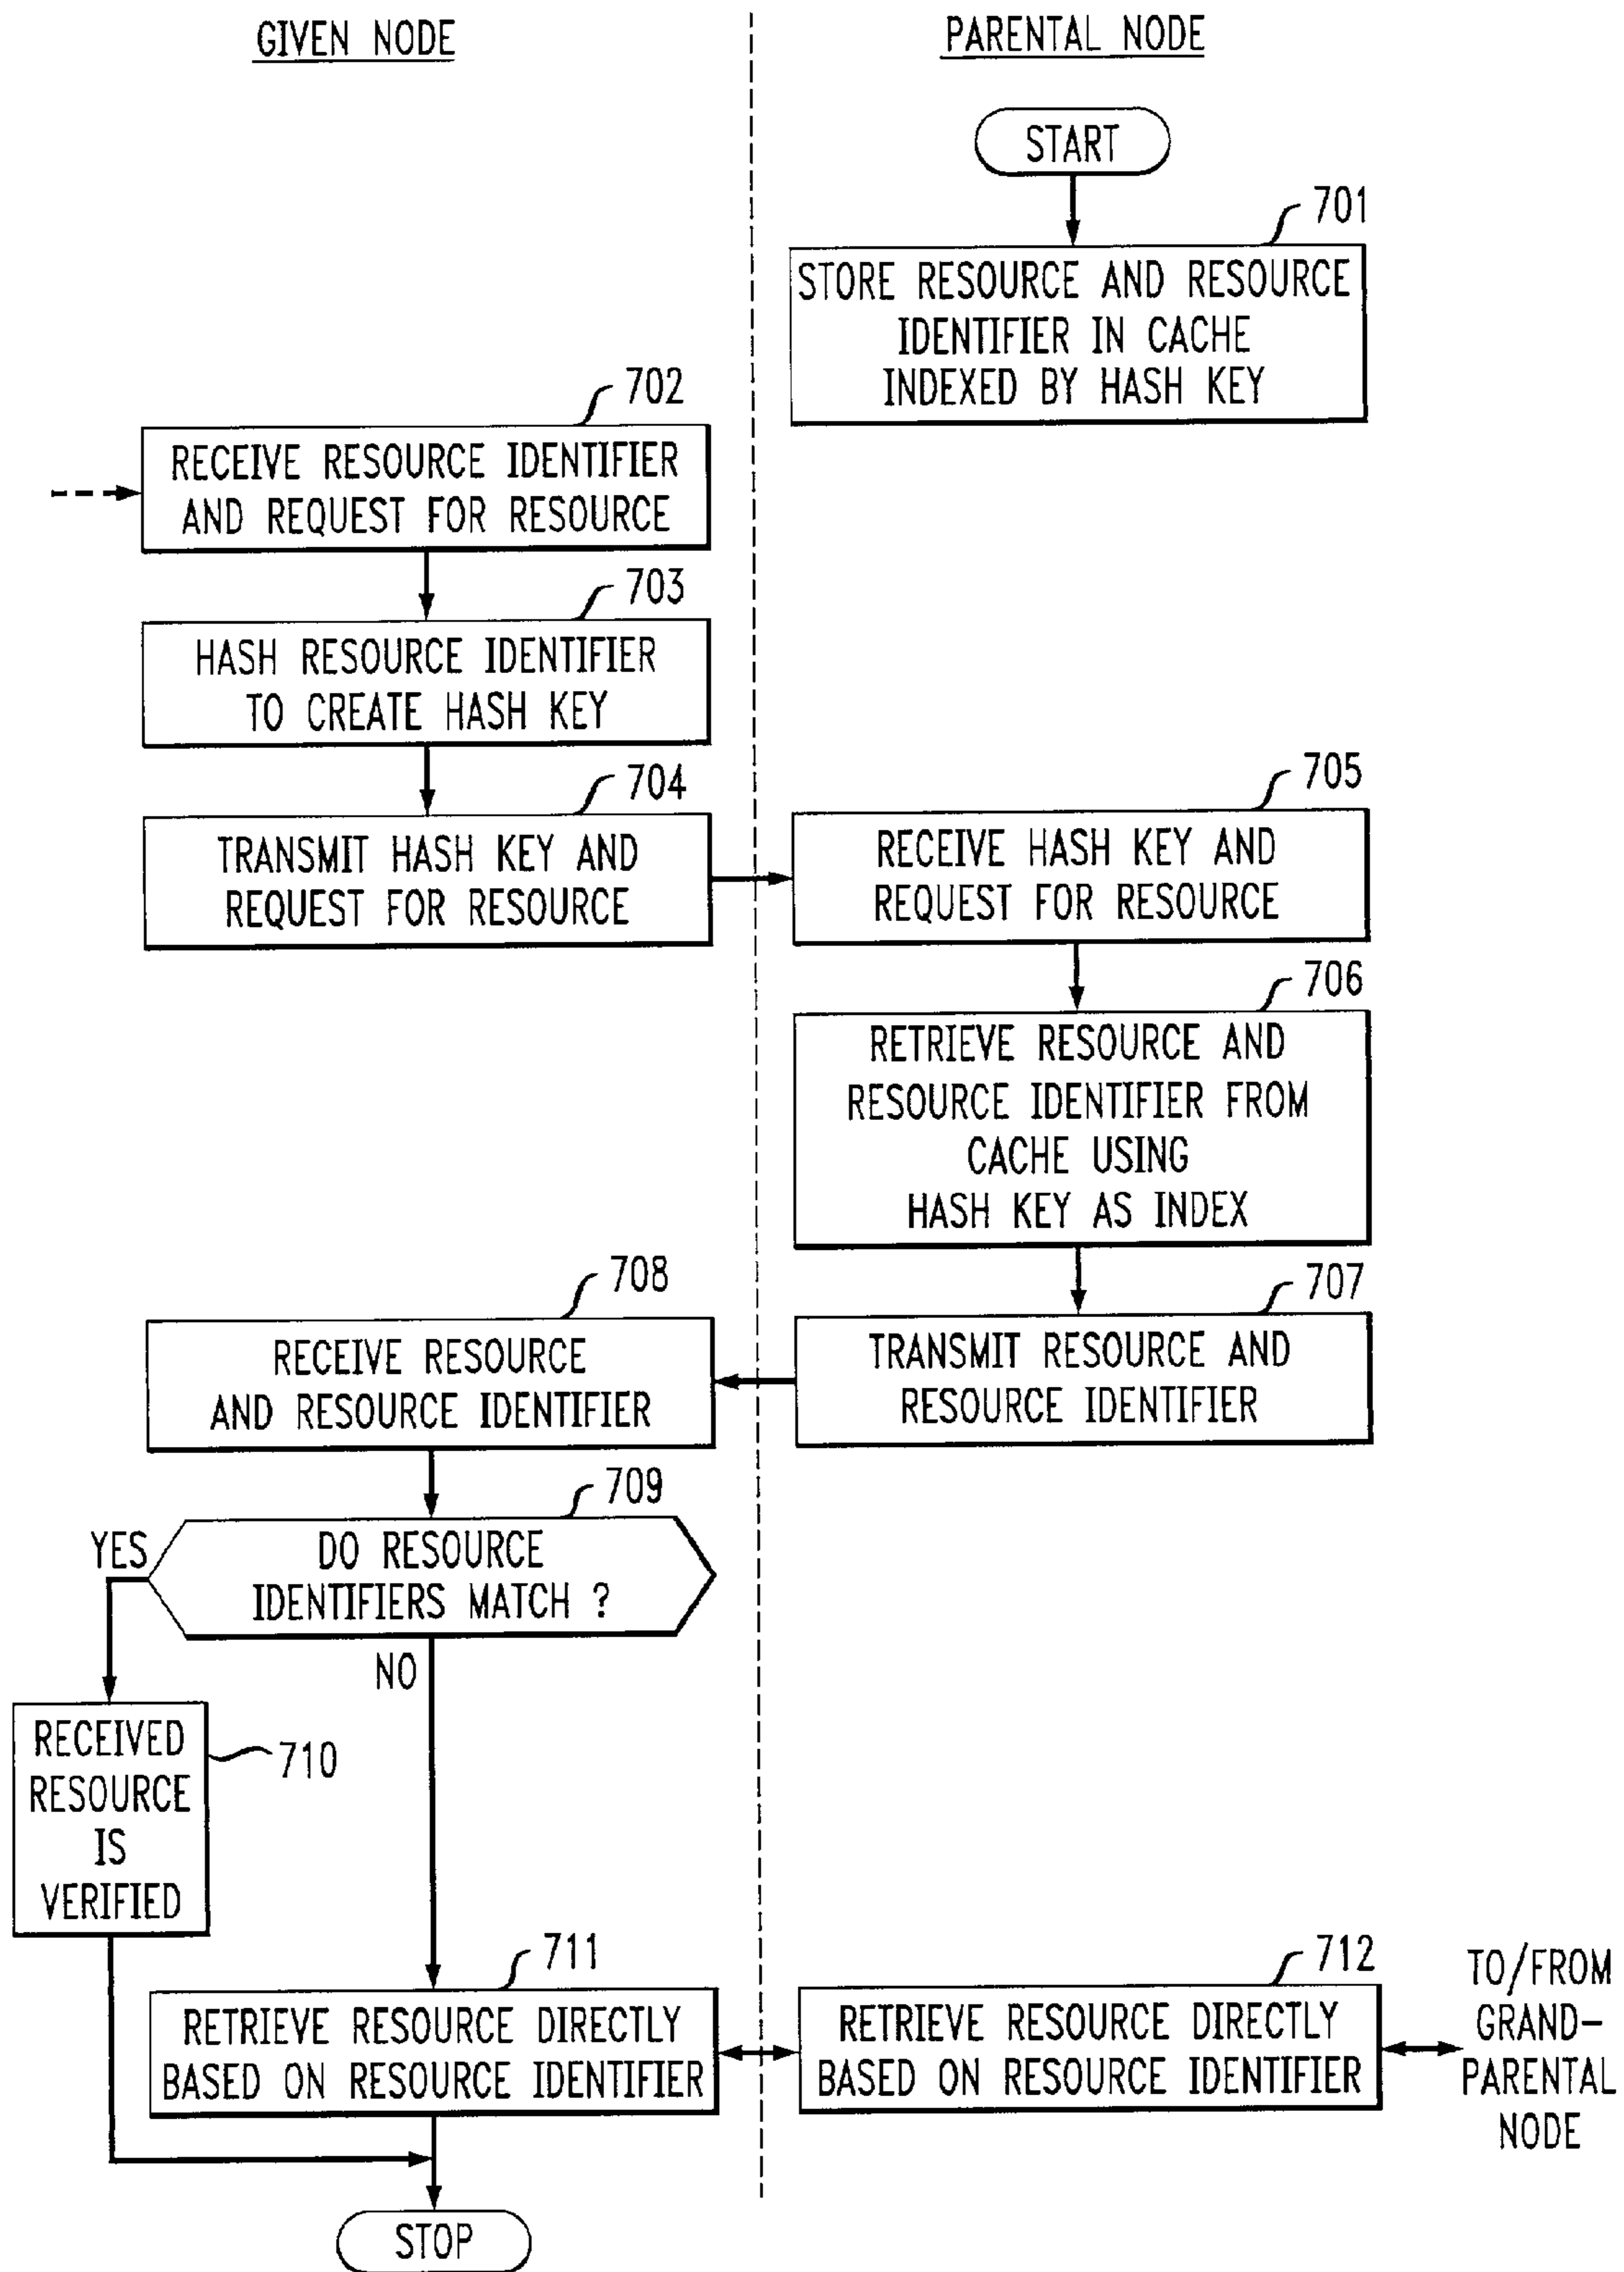 GIVEN NODE
PARENTAL NODE
START
701
STORE RESOURCE AND RESOURCE
IDENTIFIER IN CACHE
INDEXED BY HASH KEY
702
RECEIVE RESOURCE IDENTIFIER
AND REQUEST FOR RESOURCE
703
HASH RESOURCE IDENTIFIER
TO CREATE HASH KEY
704
TRANSMIT HASH KEY AND
REQUEST FOR RESOURCE
705
RECEIVE HASH KEY AND
REQUEST FOR RESOURCE
706
RETRIEVE RESOURCE AND
RESOURCE IDENTIFIER FROM
CACHE USING
HASH KEY AS INDEX
707
TRANSMIT RESOURCE AND
RESOURCE IDENTIFIER
708
RECEIVE RESOURCE
AND RESOURCE IDENTIFIER
709
DO RESOURCE
IDENTIFIERS MATCH ?
YES
NO
RECEIVED
RESOURCE
IS
VERIFIED
710
711
RETRIEVE RESOURCE DIRECTLY
BASED ON RESOURCE IDENTIFIER
712
RETRIEVE RESOURCE DIRECTLY
BASED ON RESOURCE IDENTIFIER
TO/FROM
GRAND-
PARENTAL
NODE
STOP